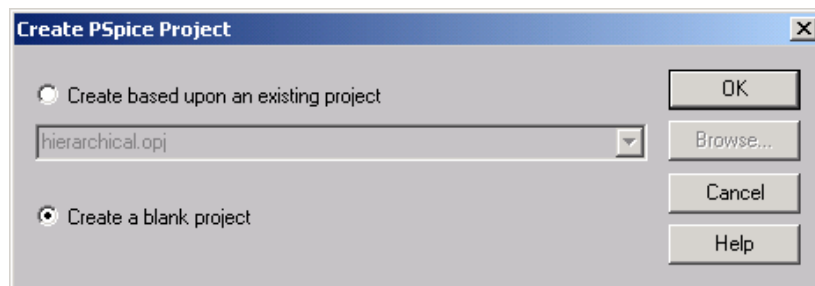 Create PSpice Project
Create based upon an existing project
OK
hierarchical.opj
Browse...
Create a blank project
Cancel
Help